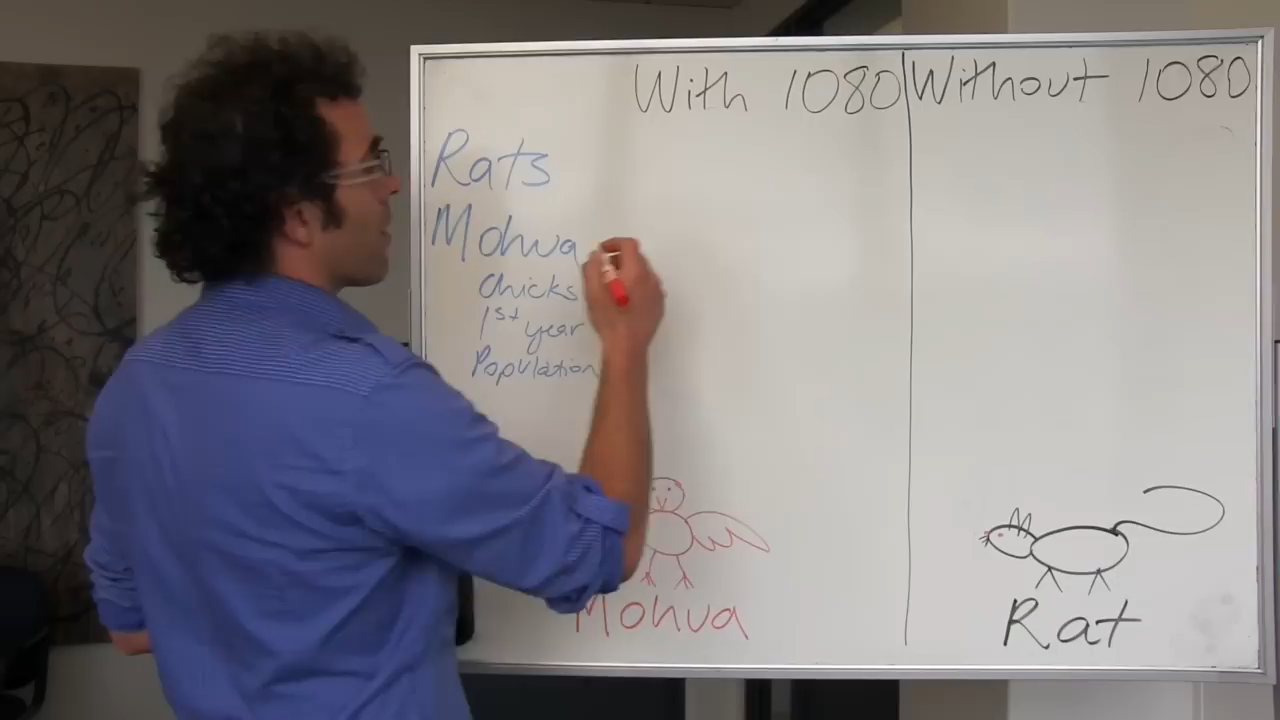 With 1080 Without 1080
Rats
Mohua
Chicks
1st year
Population
Mohua
Rat